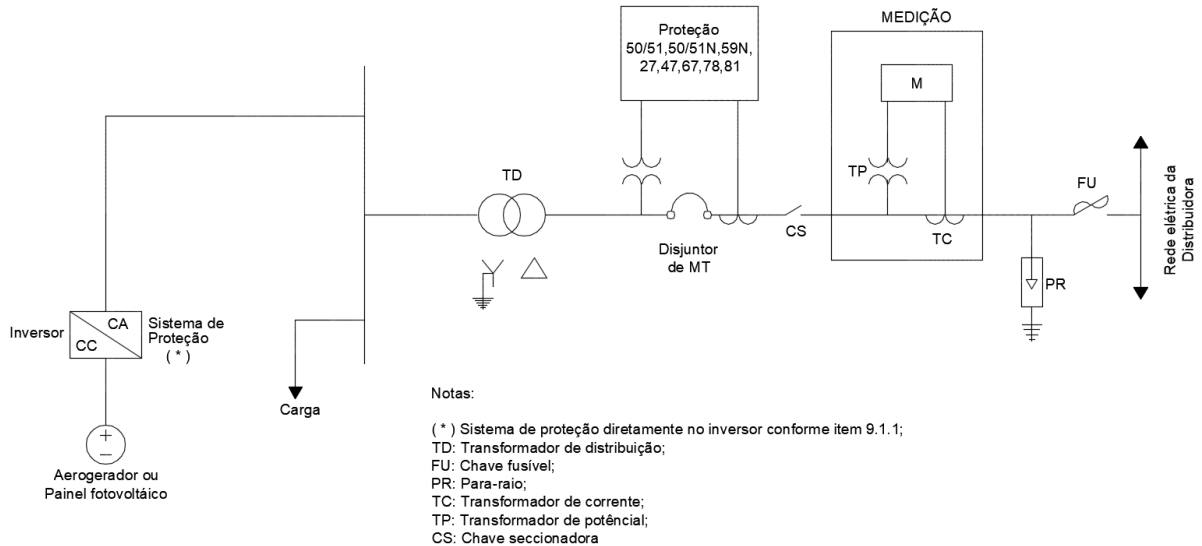 MEDIÇÃO
Proteção
50/51,50/51N,59N,
27,47,67,78,81
M
TD
TP
FU
CS
TC
Disjuntor
de MT
PR
Rede elétrica da
Distribuidora
Inversor
CA
CC
Sistema de
Proteção
( * )
Carga
+
−
Aerogerador ou
Painel fotovoltáico
Notas:
( * ) Sistema de proteção diretamente no inversor conforme item 9.1.1;
TD: Transformador de distribuição;
FU: Chave fusível;
PR: Para-raio;
TC: Transformador de corrente;
TP: Transformador de potêncial;
CS: Chave seccionadora